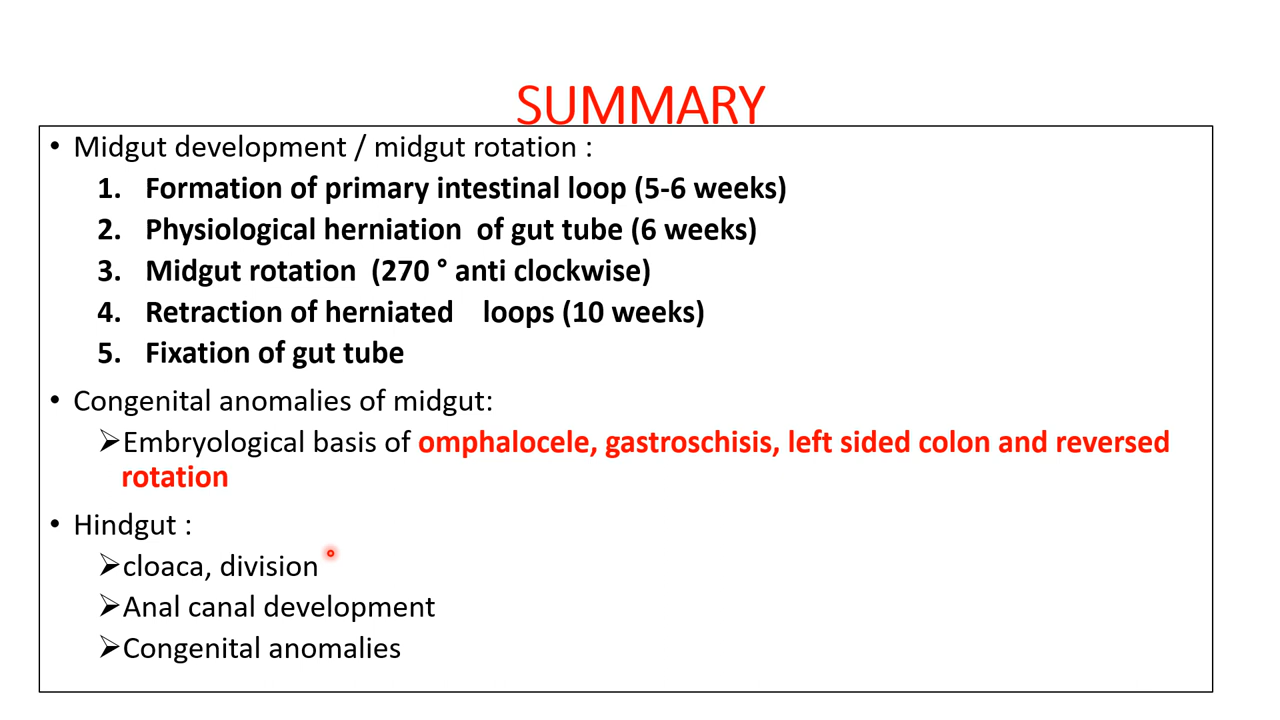 SUMMARY
• Midgut development / midgut rotation :
1. Formation of primary intestinal loop (5-6 weeks)
2. Physiological herniation of gut tube (6 weeks)
3. Midgut rotation (270 ° anti clockwise)
4. Retraction of herniated loops (10 weeks)
5. Fixation of gut tube
• Congenital anomalies of midgut:
➢Embryological basis of omphalocele, gastroschisis, left sided colon and reversed
rotation
• Hindgut :
➢cloaca, division
➢Anal canal development
➢Congenital anomalies